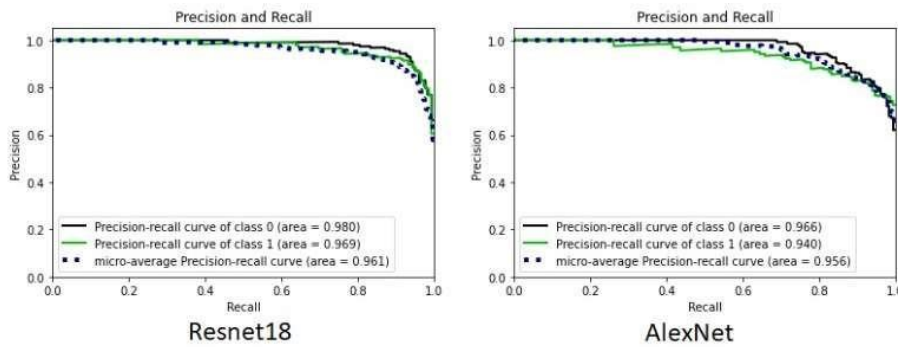 Precision and Recall
1.0
0.8
0.6
0.4
0.2
0.0
Precision
Precision-recall curve of class 0 (area = 0.980)
Precision-recall curve of class 1 (area = 0.969)
micro-average Precision-recall curve (area = 0.961)
0.0 0.2 0.4 0.6 0.8 1.0
Recall
Resnet18
Precision and Recall
1.0
0.8
0.6
0.4
0.2
0.0
Precision
Precision-recall curve of class 0 (area = 0.966)
Precision-recall curve of class 1 (area = 0.940)
micro-average Precision-recall curve (area = 0.956)
0.0 0.2 0.4 0.6 0.8 1.0
Recall
AlexNet